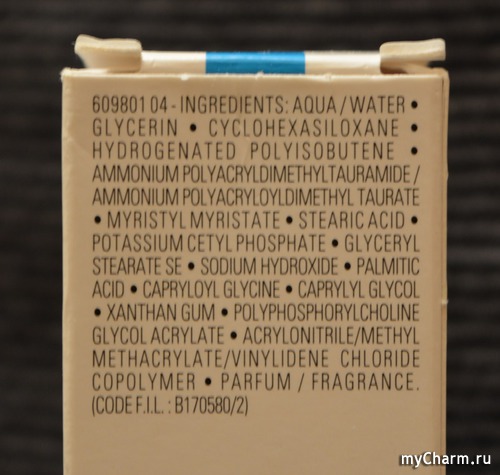 609801 04 - INGREDIENTS: AQUA / WATER •
GLYCERIN • CYCLOHEXASILOXANE •
HYDROGENATED POLYISOBUTENE •
AMMONIUM POLYACRYLDIMETHYLTAURAMIDE /
AMMONIUM POLYACRYLOYLDIMETHYL TAURATE
• MYRISTYL MYRISTATE • STEARIC ACID •
POTASSIUM CETYL PHOSPHATE • GLYCERYL
STEARATE SE • SODIUM HYDROXIDE • PALMITIC
ACID • CAPRYLOYL GLYCINE • CAPRYLYL GLYCOL
• XANTHAN GUM • POLYPHOSPHORYLCHOLINE
GLYCOL ACRYLATE • ACRYLONITRILE/METHYL
METHACRYLATE/VINYLIDENE CHLORIDE
COPOLYMER • PARFUM / FRAGRANCE.
(CODE F.I.L. : B170580/2)
myCharm.ru